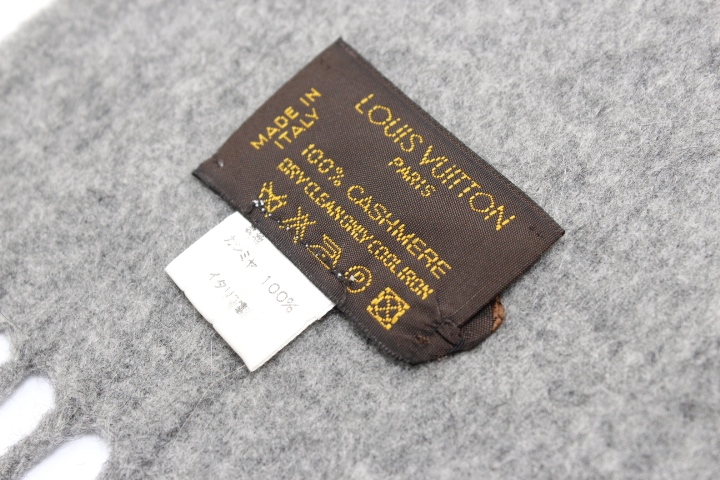 LOUIS VUITTON
PARIS
MADE IN
ITALY
100% CASHMERE
DRY CLEAN ONLY COOL IRON
P
カシミヤ 100%
イタリア製